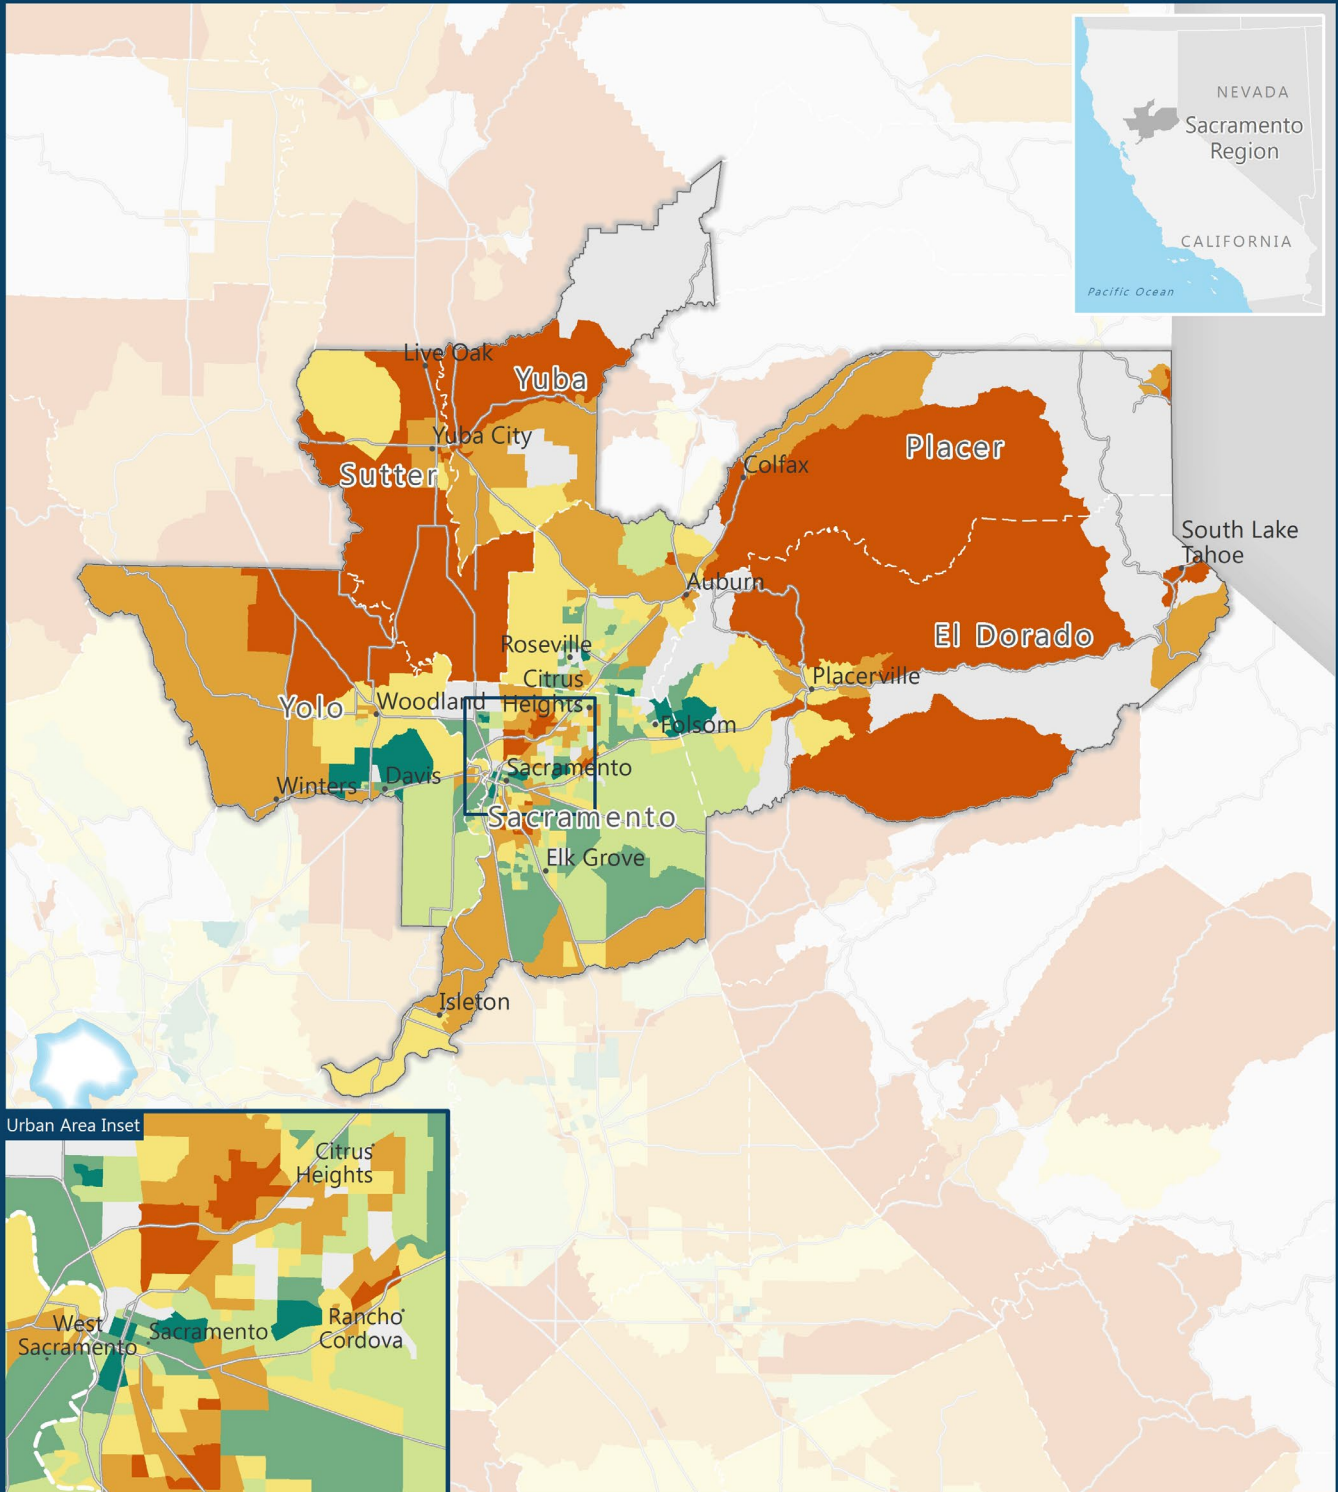 NEVADA
Sacramento
Region
CALIFORNIA
Pacific Ocean
Live Oak
Yuba
Yuba City
Sutter
Placer
Colfax
South Lake
Tahoe
Auburn
El Dorado
Roseville
Citrus
Heights
Placerville
Yolo
Woodland
Folsom
Winters
Davis
Sacramento
Sacramento
Elk Grove
Isleton
Urban Area Inset
Citrus
Heights
West
Sacramento
Sacramento
Rancho
Cordova